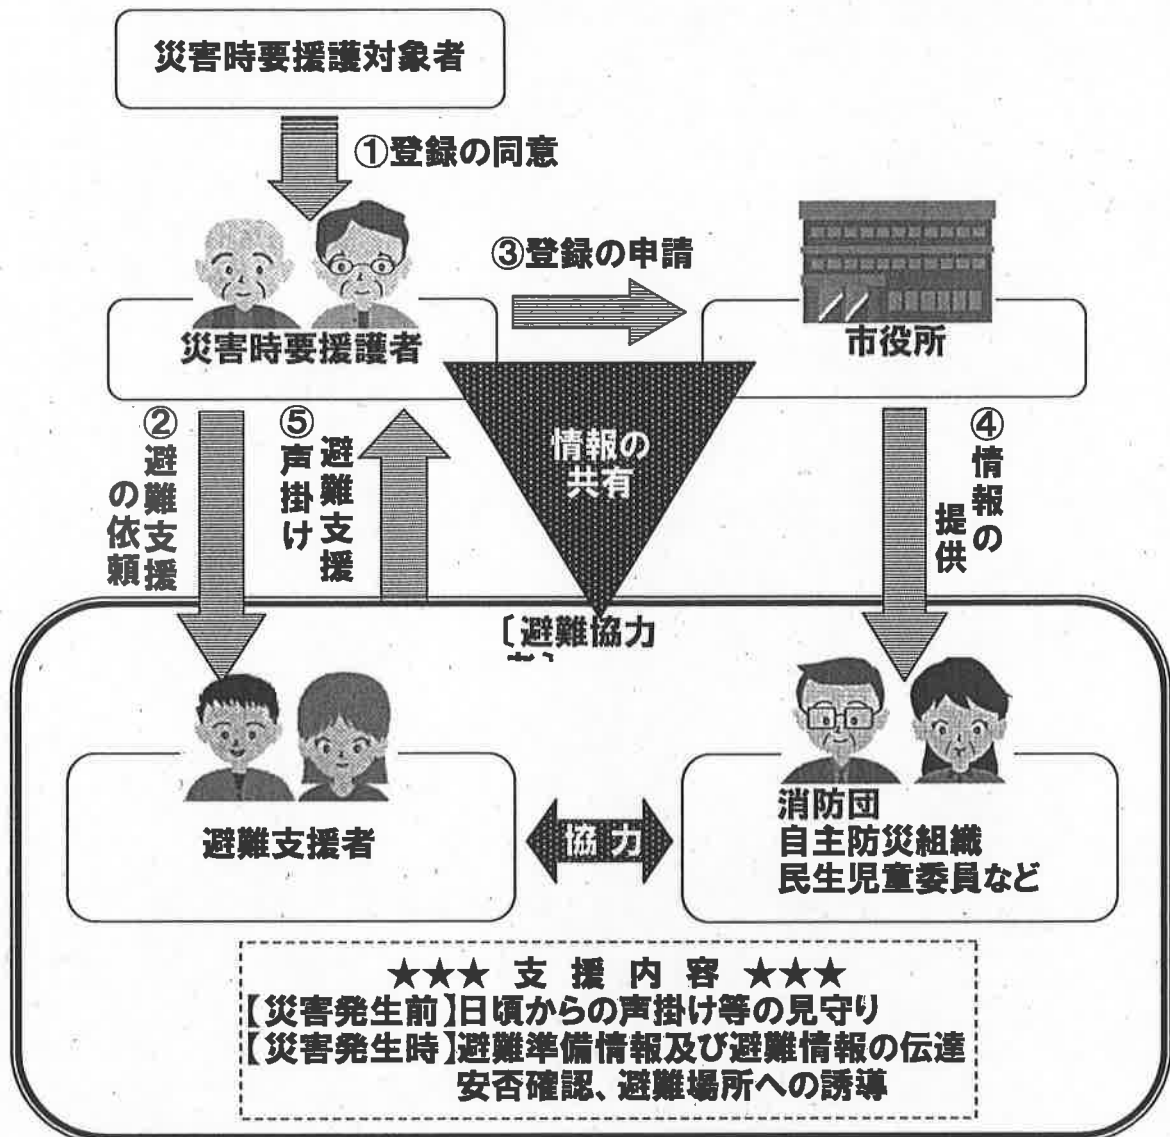 災害時要援護対象者
①登録の同意
③登録の申請
災害時要援護者
市役所
②避難支援
の依頼
⑤声掛け
避難支援
情報の
共有
④情報の
提供
〔避難協力
避難支援者
協力
消防団
自主防災組織
民生児童委員など
★★★ 支援内容 ★★★
【災害発生前】日頃からの声掛け等の見守り
【災害発生時】避難準備情報及び避難情報の伝達
安否確認、避難場所への誘導